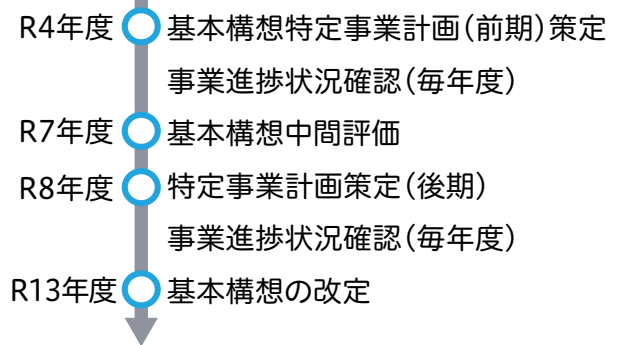 R4年度 基本構想特定事業計画(前期)策定
事業進捗状況確認(毎年度)
R7年度 基本構想中間評価
R8年度 特定事業計画策定(後期)
事業進捗状況確認(毎年度)
R13年度 基本構想の改定